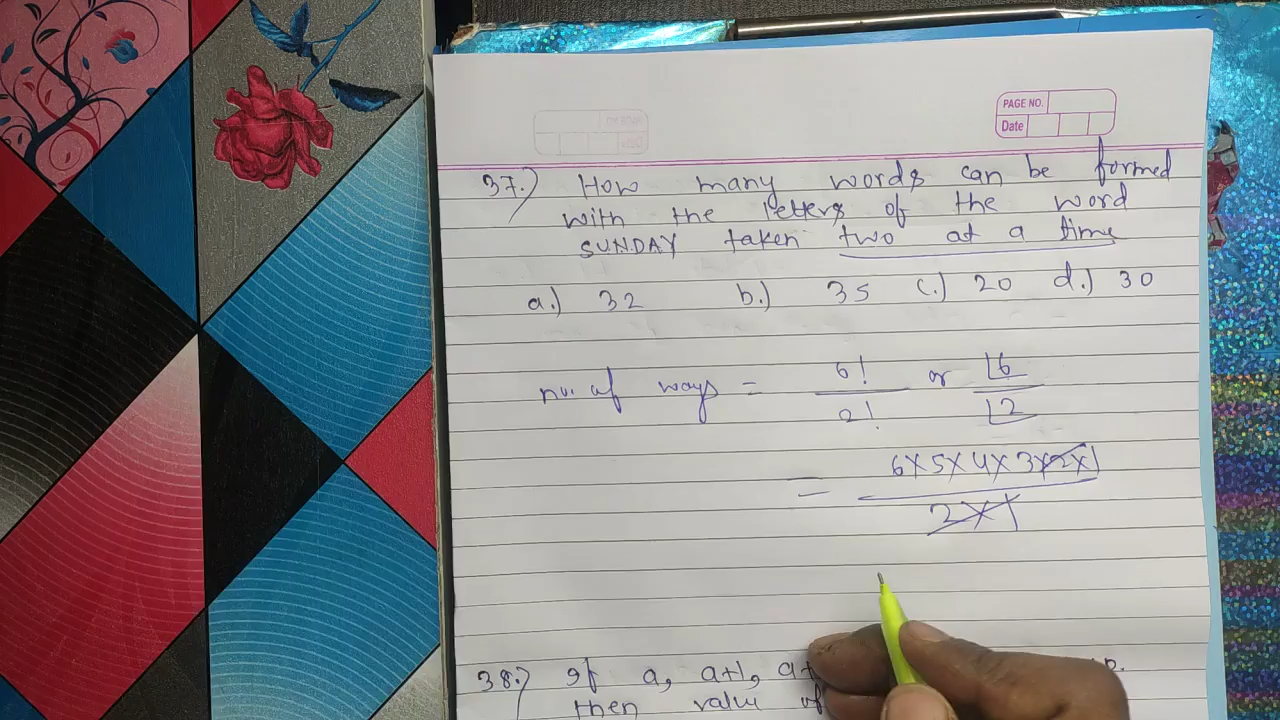 PAGE NO.
Date
37.) How many words can be formed
with the letters of the word
SUNDAY taken two at a time
a.) 32 b.) 35 c.) 20 d.) 30
no. of ways = 6!/2! or |6/|2
= 6×5×4×3×2×1/2×1
38.) If a, a+1,
then value of